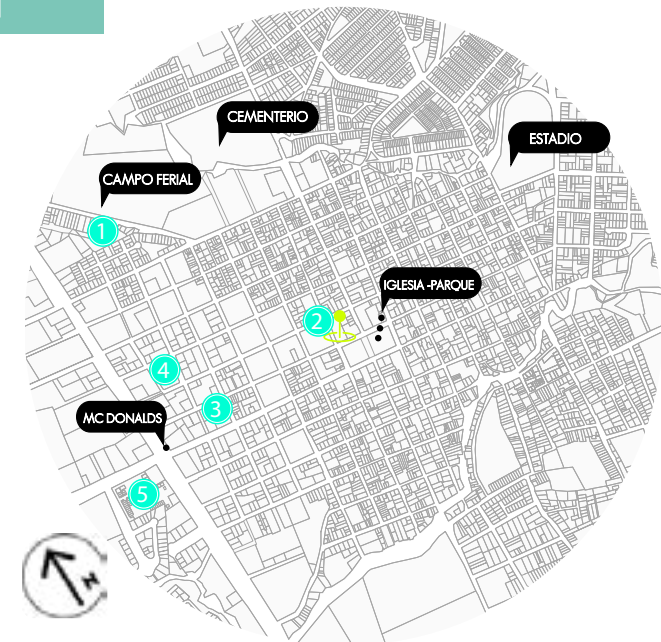 CEMENTERIO
ESTADIO
CAMPO FERIAL
1
IGLESIA -PARQUE
2
4
3
MC DONALDS
5
N